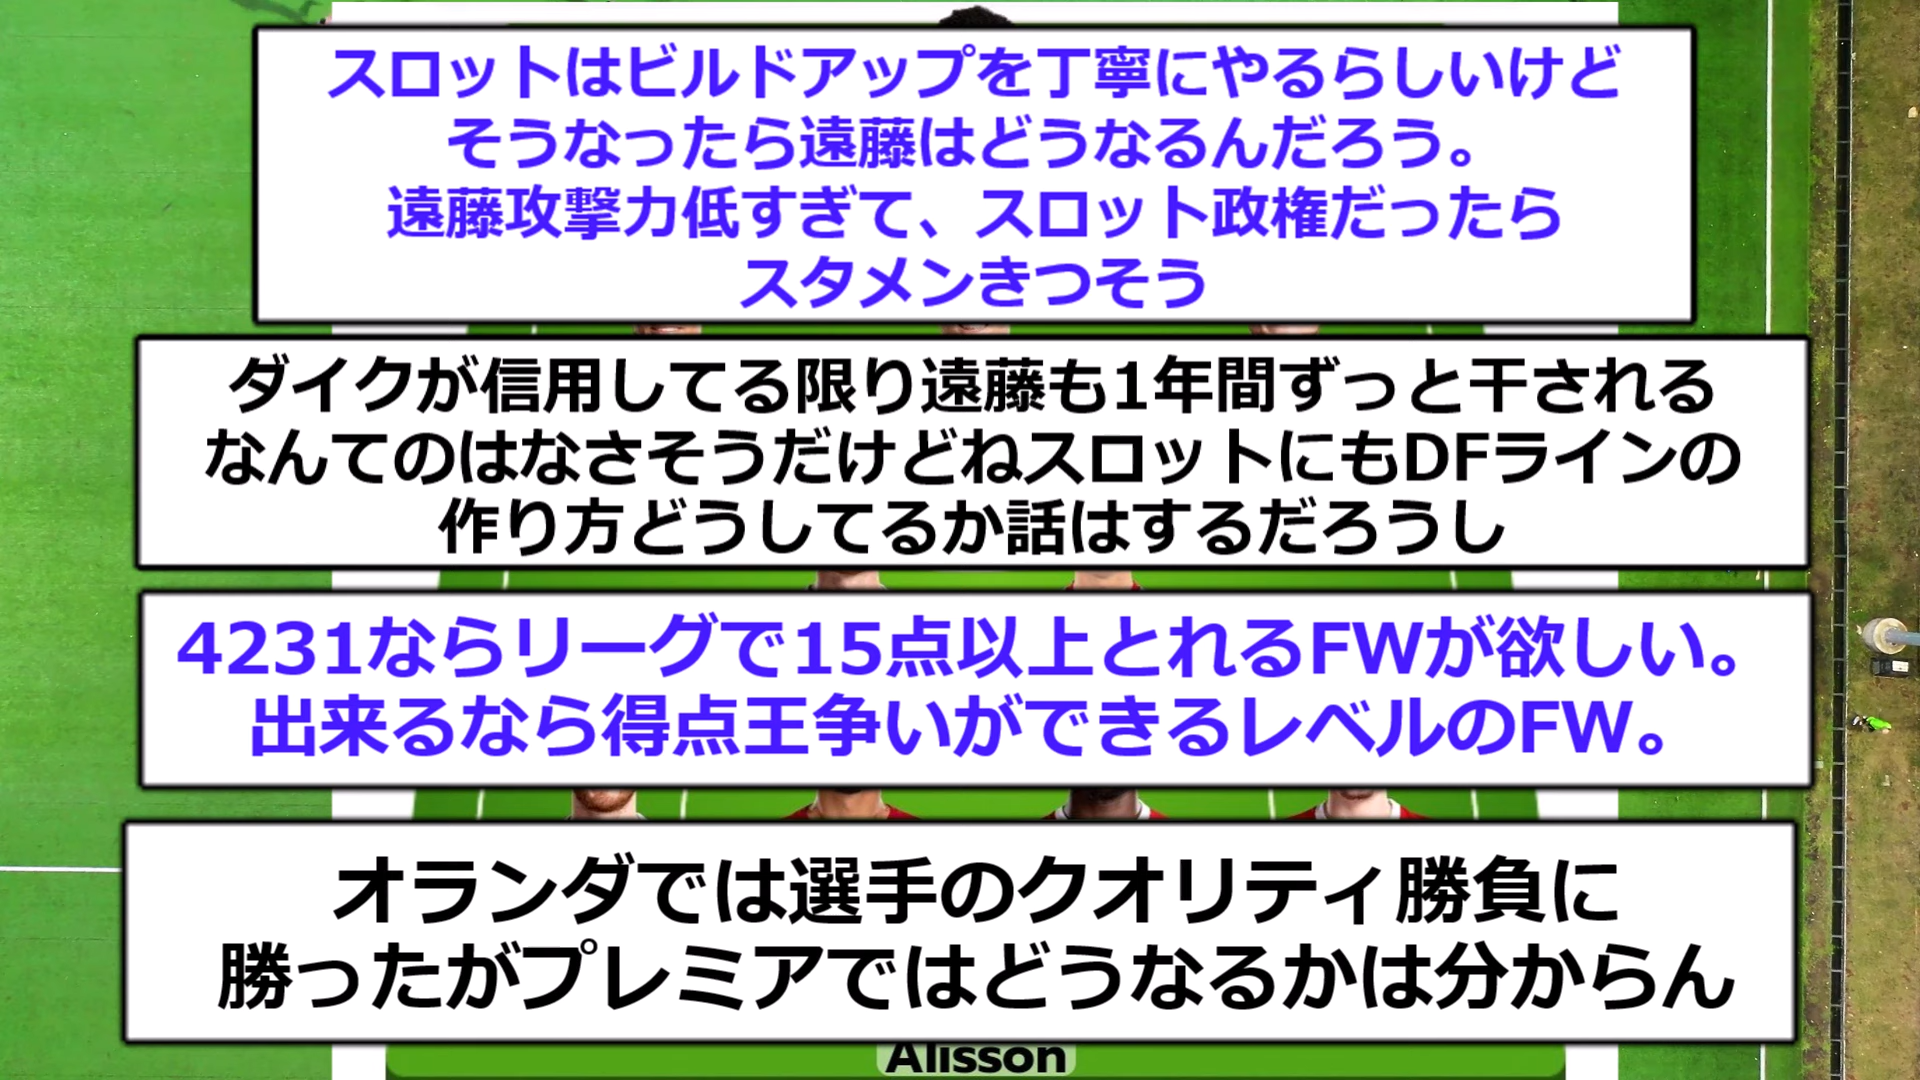 スロットはビルドアップを丁寧にやるらしいけど
そうなったら遠藤はどうなるんだろう。
遠藤攻撃力低すぎて、スロット政権だったら
スタメンきつそう
ダイクが信用してる限り遠藤も1年間ずっと干される
なんてのはなさそうだけどねスロットにもDFラインの
作り方どうしてるか話はするだろうし
4231ならリーグで15点以上とれるFWが欲しい。
出来るなら得点王争いができるレベルのFW。
オランダでは選手のクオリティ勝負に
勝ったがプレミアではどうなるかは分からん
Alisson